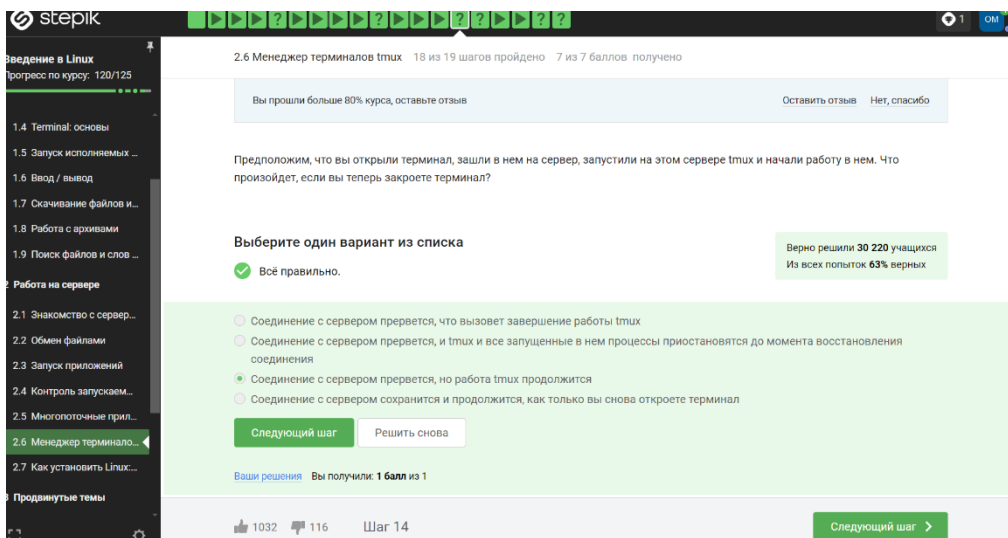 stepik
1
ОМ
Введение в Linux
Прогресс по курсу: 120/125
2.6 Менеджер терминалов tmux 18 из 19 шагов пройдено 7 из 7 баллов получено
Вы прошли больше 80% курса, оставьте отзыв
Оставить отзыв Нет, спасибо
1.4 Terminal: основы
1.5 Запуск исполняемых ...
1.6 Ввод / вывод
1.7 Скачивание файлов и...
1.8 Работа с архивами
1.9 Поиск файлов и слов ...
2 Работа на сервере
2.1 Знакомство с сервер...
2.2 Обмен файлами
2.3 Запуск приложений
2.4 Контроль запускаем...
2.5 Многопоточные прил...
2.6 Менеджер терминало...
2.7 Как установить Linux:...
3 Продвинутые темы
Предположим, что вы открыли терминал, зашли в нем на сервер, запустили на этом сервере tmux и начали работу в нем. Что
произойдет, если вы теперь закроете терминал?
Выберите один вариант из списка
Всё правильно.
Верно решили 30 220 учащихся
Из всех попыток 63% верных
Соединение с сервером прервется, что вызовет завершение работы tmux
Соединение с сервером прервется, и tmux и все запущенные в нем процессы приостановятся до момента восстановления
соединения
Соединение с сервером прервется, но работа tmux продолжится
Соединение с сервером сохранится и продолжится, как только вы снова откроете терминал
Следующий шаг
Решить снова
Ваши решения Вы получили: 1 балл из 1
1032 116 Шаг 14
Следующий шаг